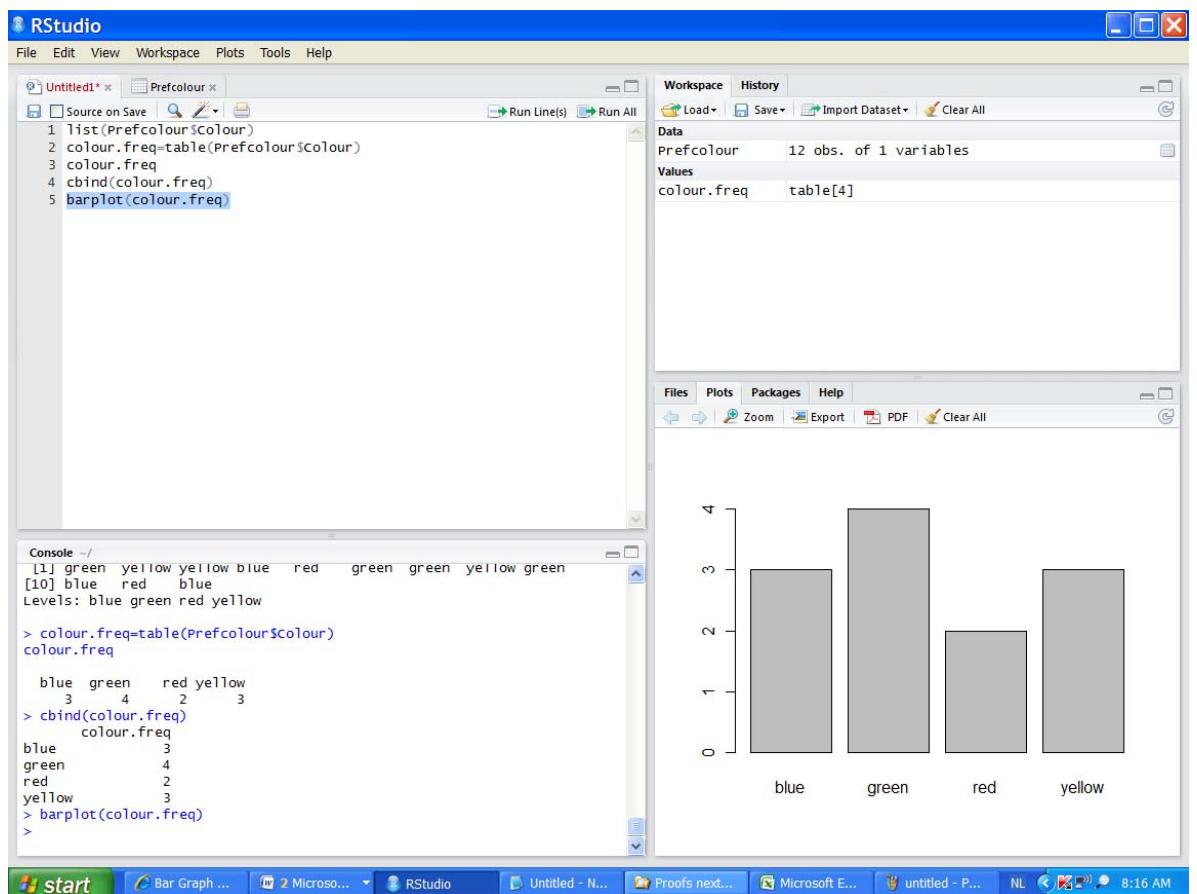 RStudio
File Edit View Workspace Plots Tools Help
Untitled1* × Prefcolour ×
Source on Save Run Line(s) Run All
1 list(Prefcolour$Colour)
2 colour.freq=table(Prefcolour$Colour)
3 colour.freq
4 cbind(colour.freq)
5 barplot(colour.freq)
Console ~/
[1] green yellow yellow blue red green green yellow green
[10] blue red blue
Levels: blue green red yellow
> colour.freq=table(Prefcolour$Colour)
colour.freq
blue green red yellow
3 4 2 3
> cbind(colour.freq)
colour.freq
blue 3
green 4
red 2
yellow 3
> barplot(colour.freq)
>
Workspace History
Load Save Import Dataset Clear All
Data
Prefcolour 12 obs. of 1 variables
Values
colour.freq table[4]
Files Plots Packages Help
Zoom Export PDF Clear All
4
3
2
1
0
blue green red yellow
start Bar Graph ... 2 Microso... RStudio Untitled - N... Proofs next... Microsoft E... untitled - P... NL 8:16 AM